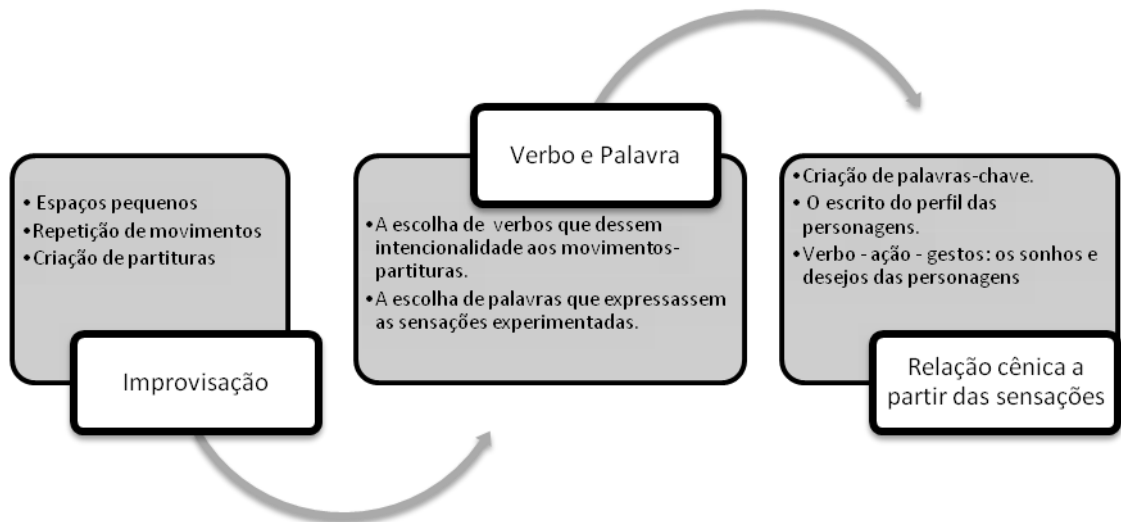 • Espaços pequenos
• Repetição de movimentos
• Criação de partituras
Improvisação
Verbo e Palavra
• A escolha de verbos que dessem
intencionalidade aos movimentos-
partituras.
• A escolha de palavras que expressassem
as sensações experimentadas.
• Criação de palavras-chave.
• O escrito do perfil das
personagens.
• Verbo - ação - gestos: os sonhos e
desejos das personagens
Relação cênica a
partir das sensações